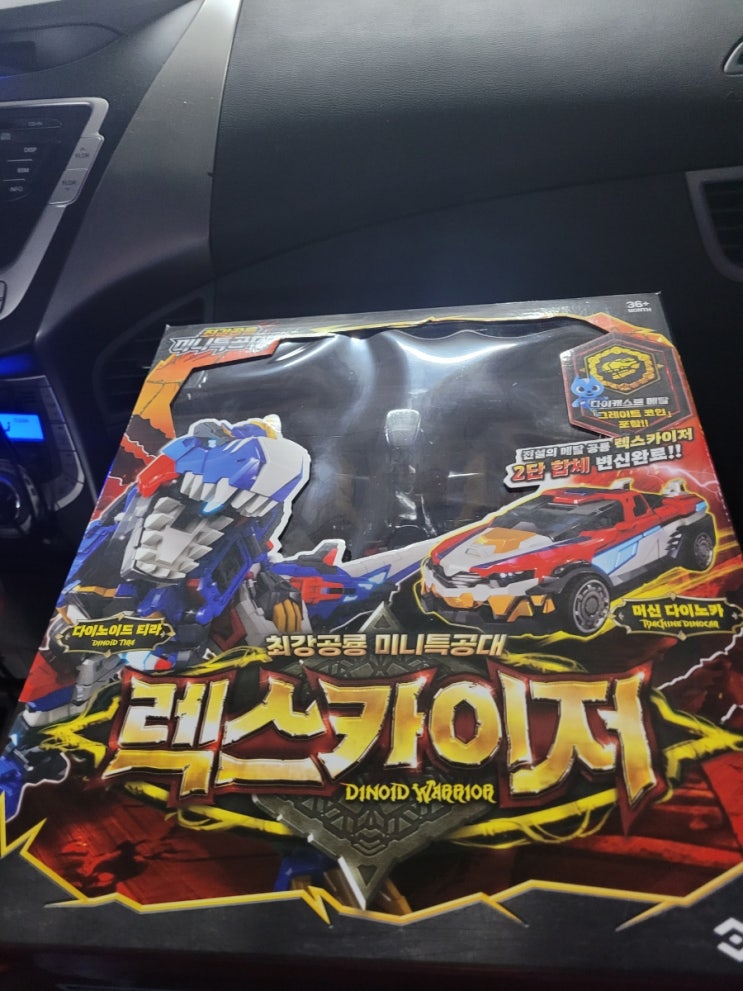 DISP
INFO
36+
MONTH
최강공룡
미니특공대
다이캐스트 메탈
그레이트 코인
포함!!
전설의 메탈 공룡 렉스카이저
2단 합체 변신완료!!
다이노이드 티라
DINOID TIRA
머신 다이노카
MACHINE DINOCAR
최강공룡 미니특공대
렉스카이저
DINOID WARRIOR